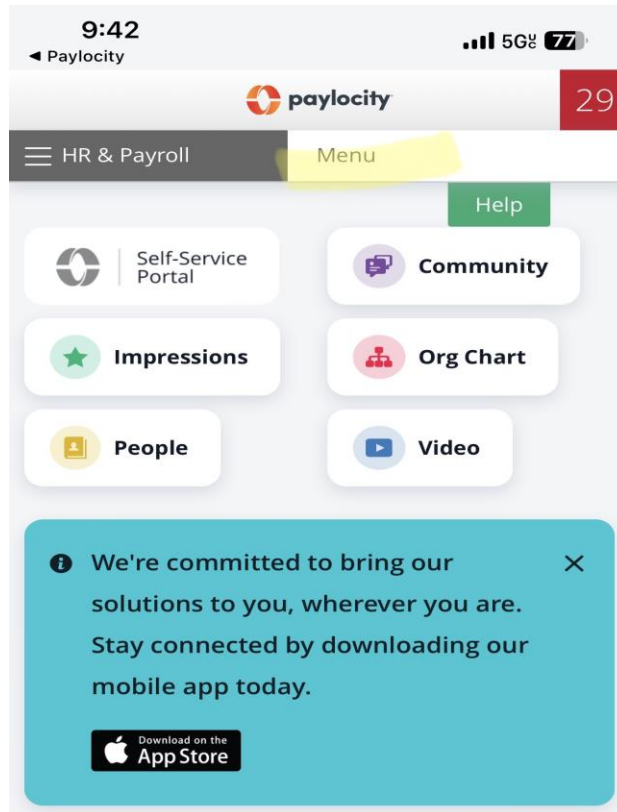 9:42
◄ Paylocity
5G 77
paylocity
29
HR & Payroll
Menu
Help
Self-Service
Portal
Community
Impressions
Org Chart
People
Video
We're committed to bring our
solutions to you, wherever you are.
Stay connected by downloading our
mobile app today.
Download on the
App Store